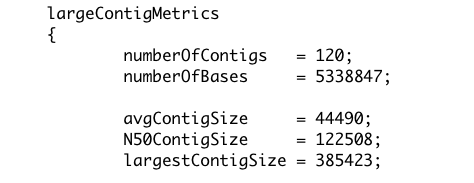 largeContigMetrics
{
numberOfContigs = 120;
numberOfBases = 5338847;
avgContigSize = 44490;
N50ContigSize = 122508;
largestContigSize = 385423;